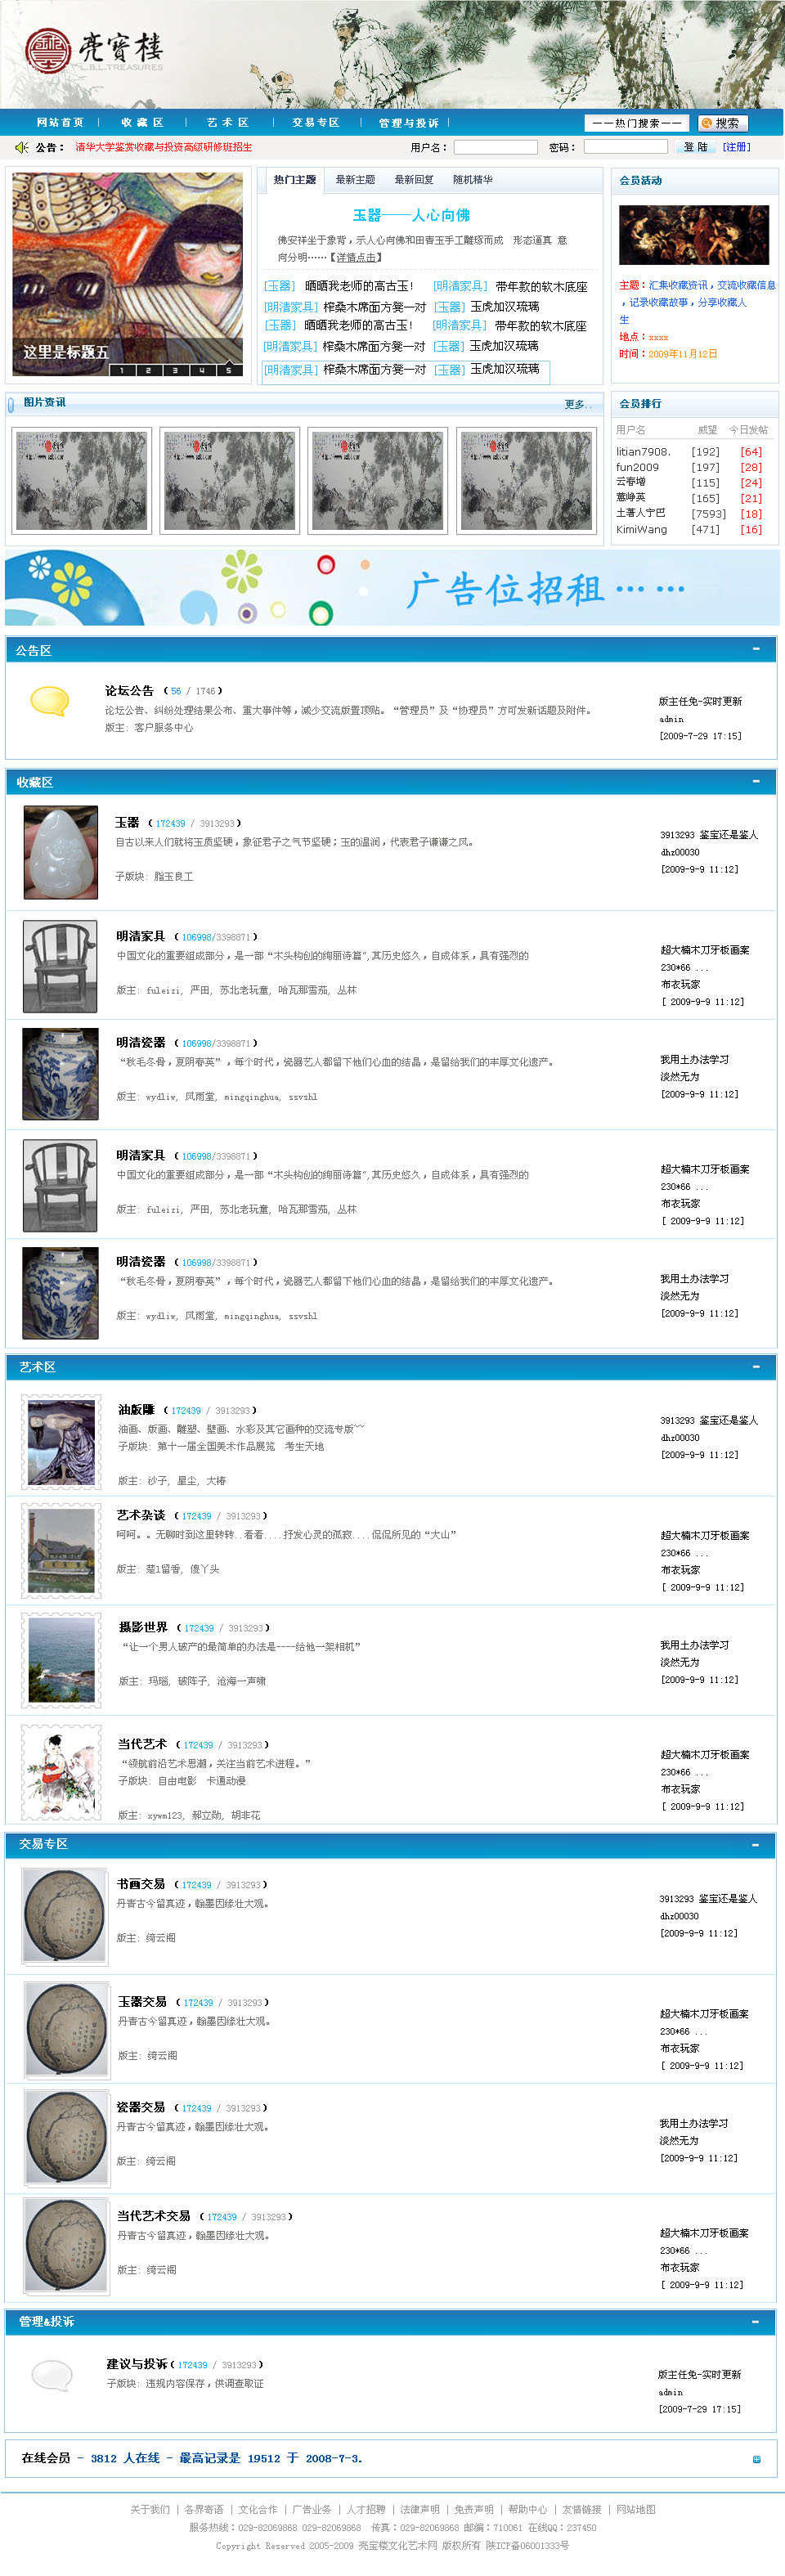 亮宝楼
L.B.L.TREASURES
网站首页 | 收 藏 区 | 艺 术 区 | 交易专区 | 管理与投诉 |
一一热门搜索一一 搜索
公告： 清华大学鉴赏收藏与投资高级研修班招生 用户名： 密码： 登 陆 [注册]
这里是标题五
1 2 3 4 5
热门主题 最新主题 最新回复 随机精华
玉器——人心向佛
佛安祥坐于象背，示人心向佛和田青玉手工雕琢而成 形态逼真 意
向分明……【详情点击】
[玉器] 晒晒我老师的高古玉! [明清家具] 带年款的软木底座
[明清家具] 榨桑木席面方凳一对 [玉器] 玉虎加汉琉璃
[玉器] 晒晒我老师的高古玉! [明清家具] 带年款的软木底座
[明清家具] 榨桑木席面方凳一对 [玉器] 玉虎加汉琉璃
[明清家具] 榨桑木席面方凳一对 [玉器] 玉虎加汉琉璃
会员活动
主题：汇集收藏资讯，交流收藏信息
，记录收藏故事，分享收藏人
生
地点：xxxx
时间：2009年11月12日
图片资讯 更多..
会员排行
用户名 威望 今日发帖
litian7908. [192] [64]
fun2009 [197] [28]
云春增 [115] [24]
薏峥英 [165] [21]
土著人宁巴 [7593] [18]
KimiWang [471] [16]
广告位招租… …
公告区
论坛公告 （56 / 1746）
论坛公告、纠纷处理结果公布、重大事件等，减少交流版置顶贴。“管理员”及“协理员”方可发新话题及附件。
版主: 客户服务中心
版主任免-实时更新
admin
[2009-7-29 17:15]
收藏区
玉器 （172439 / 3913293）
自古以来人们就将玉质坚硬，象征君子之气节坚硬；玉的温润，代表君子谦谦之风。
子版块: 脂玉良工
3913293 鉴宝还是鉴人
dhz00030
[2009-9-9 11:12]
明清家具 （106998/3398871）
中国文化的重要组成部分，是一部“木头构创的绚丽诗篇",其历史悠久，自成体系，具有强烈的
版主: fuleizi, 严田, 苏北老玩童, 哈瓦那雪茄, 丛林
超大楠木刀牙板画案
230*66 ...
布衣玩家
[ 2009-9-9 11:12]
明清瓷器 （106998/3398871）
“秋毛冬骨，夏阴春英”，每个时代，瓷器艺人都留下他们心血的结晶，是留给我们的丰厚文化遗产。
版主: wydliw, 风雨堂, mingqinghua, ssvshl
我用土办法学习
淡然无为
[2009-9-9 11:12]
明清家具 （106998/3398871）
中国文化的重要组成部分，是一部“木头构创的绚丽诗篇",其历史悠久，自成体系，具有强烈的
版主: fuleizi, 严田, 苏北老玩童, 哈瓦那雪茄, 丛林
超大楠木刀牙板画案
230*66 ...
布衣玩家
[ 2009-9-9 11:12]
明清瓷器 （106998/3398871）
“秋毛冬骨，夏阴春英”，每个时代，瓷器艺人都留下他们心血的结晶，是留给我们的丰厚文化遗产。
版主: wydliw, 风雨堂, mingqinghua, ssvshl
我用土办法学习
淡然无为
[2009-9-9 11:12]
艺术区
油版雕 （172439 / 3913293）
油画、版画、雕塑、壁画、水彩及其它画种的交流专版~~
子版块: 第十一届全国美术作品展览 考生天地
版主: 沙子, 星尘, 大椿
3913293 鉴宝还是鉴人
dhz00030
[2009-9-9 11:12]
艺术杂谈 （172439 / 3913293）
呵呵。。无聊时到这里转转..看看....抒发心灵的孤寂....侃侃所见的“大山”
版主: 楚1留香, 傻丫头
超大楠木刀牙板画案
230*66 ...
布衣玩家
[ 2009-9-9 11:12]
摄影世界 （172439 / 3913293）
“让一个男人破产的最简单的办法是----给他一架相机”
版主: 玛瑙, 破阵子, 沧海一声啸
我用土办法学习
淡然无为
[2009-9-9 11:12]
当代艺术 （172439 / 3913293）
“领航前沿艺术思潮，关注当前艺术进程。”
子版块: 自由电影 卡通动漫
版主: xywm123, 郝立勋, 胡非花
超大楠木刀牙板画案
230*66 ...
布衣玩家
[ 2009-9-9 11:12]
交易专区
书画交易 （172439 / 3913293）
丹青古今留真迹，翰墨因缘壮大观。
版主: 绮云阁
3913293 鉴宝还是鉴人
dhz00030
[2009-9-9 11:12]
玉器交易 （172439 / 3913293）
丹青古今留真迹，翰墨因缘壮大观。
版主: 绮云阁
超大楠木刀牙板画案
230*66 ...
布衣玩家
[ 2009-9-9 11:12]
瓷器交易 （172439 / 3913293）
丹青古今留真迹，翰墨因缘壮大观。
版主: 绮云阁
我用土办法学习
淡然无为
[2009-9-9 11:12]
当代艺术交易 （172439 / 3913293）
丹青古今留真迹，翰墨因缘壮大观。
版主: 绮云阁
超大楠木刀牙板画案
230*66 ...
布衣玩家
[ 2009-9-9 11:12]
管理&投诉
建议与投诉（172439 / 3913293）
子版块: 违规内容保存，供调查取证
版主任免-实时更新
admin
[2009-7-29 17:15]
在线会员 - 3812 人在线 - 最高记录是 19512 于 2008-7-3.
关于我们 | 各界寄语 | 文化合作 | 广告业务 | 人才招聘 | 法律声明 | 免责声明 | 帮助中心 | 友情链接 | 网站地图
服务热线：029-82069868 029-82069868 传真：029-82069868 邮编：710061 在线QQ：237450
Copyright Reserved 2005-2009 亮宝楼文化艺术网 版权所有 陕ICP备06001333号